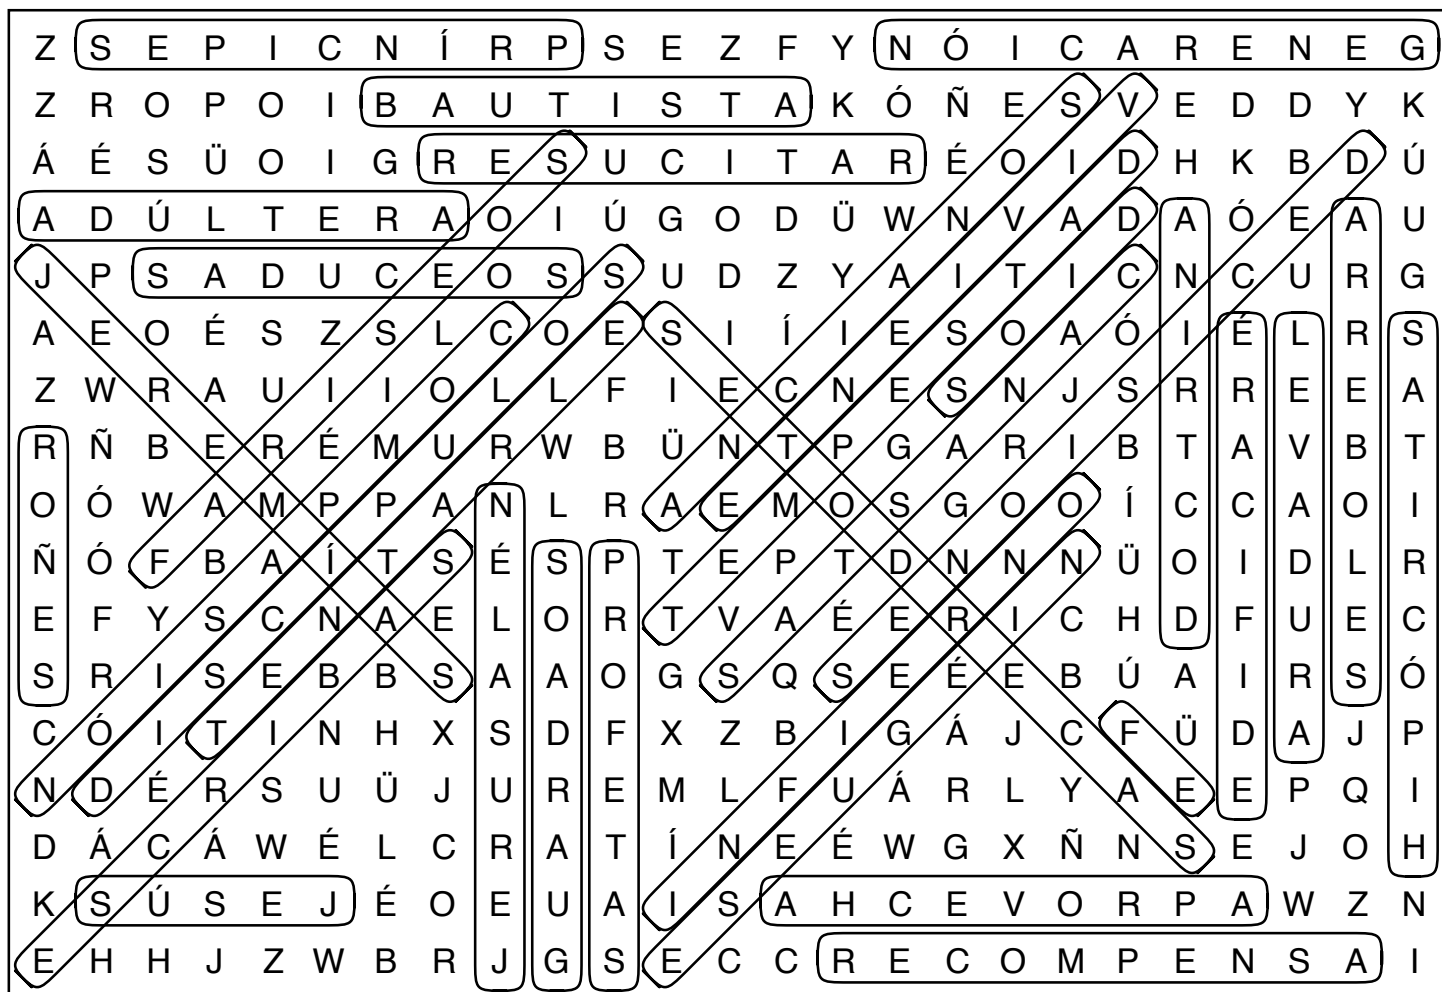 Z S E P I C N Í R P S E Z F Y N Ó I C A R E N E G
Z R O P O I B A U T I S T A K Ó Ñ E S V E D D Y K
Á É S Ü O I G R E S U C I T A R É O I D H K B D Ú
A D Ú L T E R A O I Ú G O D Ü W N V A D A Ó E A U
J P S A D U C E O S S U D Z Y A I T I C N C U R G
A E O É S Z S L C O E S I Í I E S O A Ó I É L R S
Z W R A U I I O L L F I E C N E S N J S R R E E A
R Ñ B E R É M U R W B Ü N T P G A R I B T A V B T
O Ó W A M P P A N L R A E M O S G O O Í C C A O I
Ñ Ó F B A Í T S É S P T E P T D N N N Ü O I D L R
E F Y S C N A E L O R T V A É E R I C H D F U E C
S R I S E B B S A A O G S Q S E É E B Ú A I R S Ó
C Ó I T I N H X S D F X Z B I G Á J C F Ü D A J P
N D É R S U Ü J U R E M L F U Á R L Y A E E P Q I
D Á C Á W É L C R A T Í N E É W G X Ñ N S E J O H
K S Ú S E J É O E U A I S A H C E V O R P A W Z N
E H H J Z W B R J G S E C C R E C O M P E N S A I